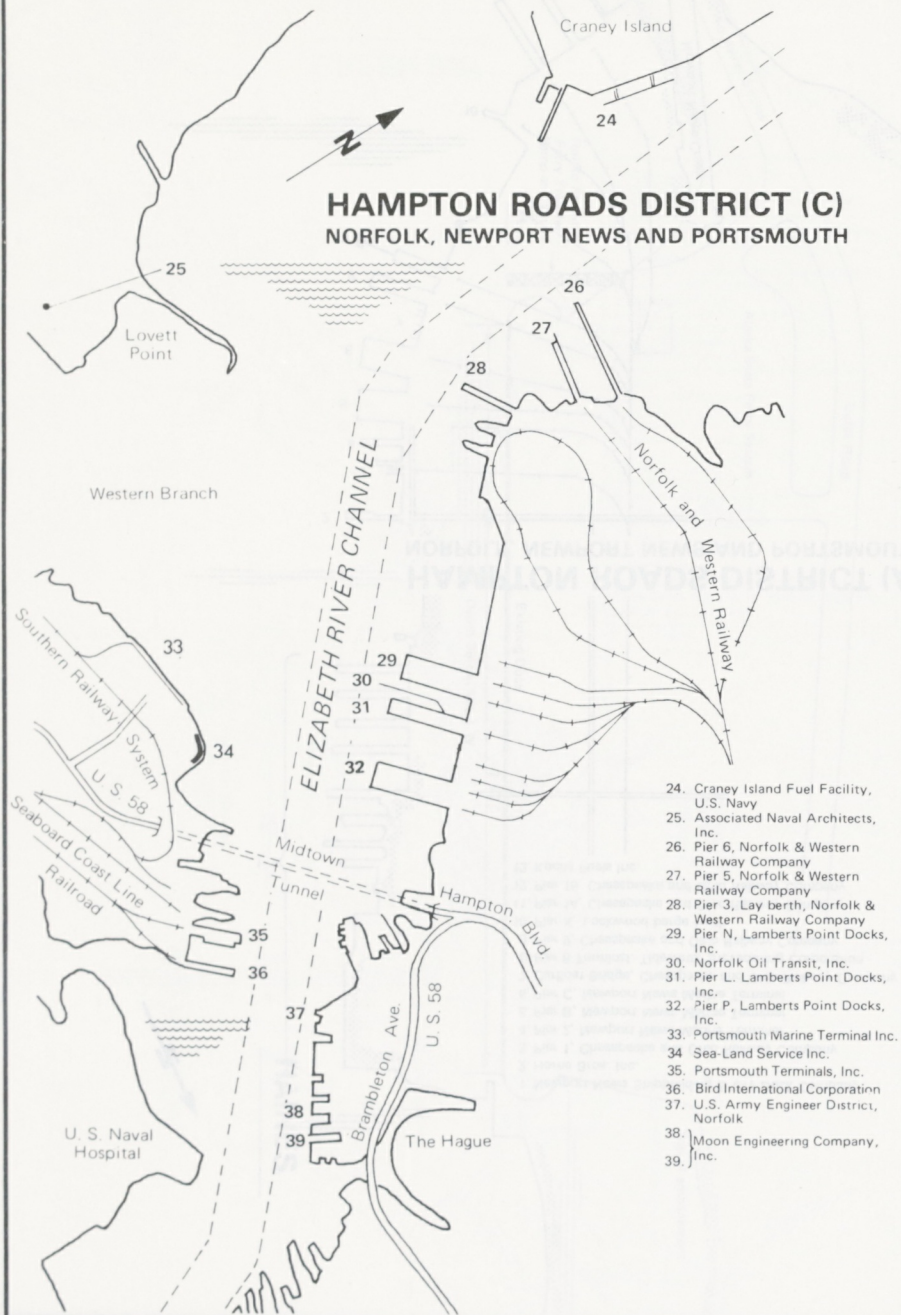 Craney Island
24
N
HAMPTON ROADS DISTRICT (C)
NORFOLK, NEWPORT NEWS AND PORTSMOUTH
25
26
Lovett
Point
27
28
Western Branch
ELIZABETH RIVER CHANNEL
Norfolk and Western Railway
Southern Railway System
33
29
30
31
34
U. S. 58
32
Seaboard Coast Line
Railroad
Midtown
Tunnel
Hampton Blvd
35
36
37
Brambleton Ave.
U. S. 58
38
39
The Hague
U. S. Naval
Hospital
24. Craney Island Fuel Facility,
U.S. Navy
25. Associated Naval Architects,
Inc.
26. Pier 6, Norfolk & Western
Railway Company
27. Pier 5, Norfolk & Western
Railway Company
28. Pier 3, Lay berth, Norfolk &
Western Railway Company
29. Pier N, Lamberts Point Docks,
Inc.
30. Norfolk Oil Transit, Inc.
31. Pier L. Lamberts Point Docks,
Inc.
32. Pier P, Lamberts Point Docks,
Inc.
33. Portsmouth Marine Terminal Inc.
34 Sea-Land Service Inc.
35. Portsmouth Terminals, Inc.
36. Bird International Corporation
37. U.S. Army Engineer District,
Norfolk
38.
Moon Engineering Company,
39. Inc.